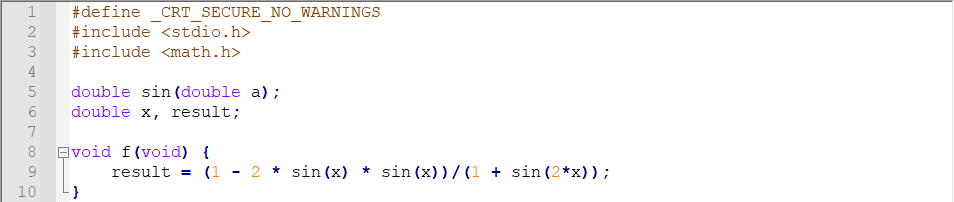 1 #define _CRT_SECURE_NO_WARNINGS
2 #include <stdio.h>
3 #include <math.h>
4
5 double sin(double a);
6 double x, result;
7
8 void f(void) {
9     result = (1 - 2 * sin(x) * sin(x))/(1 + sin(2*x));
10 }